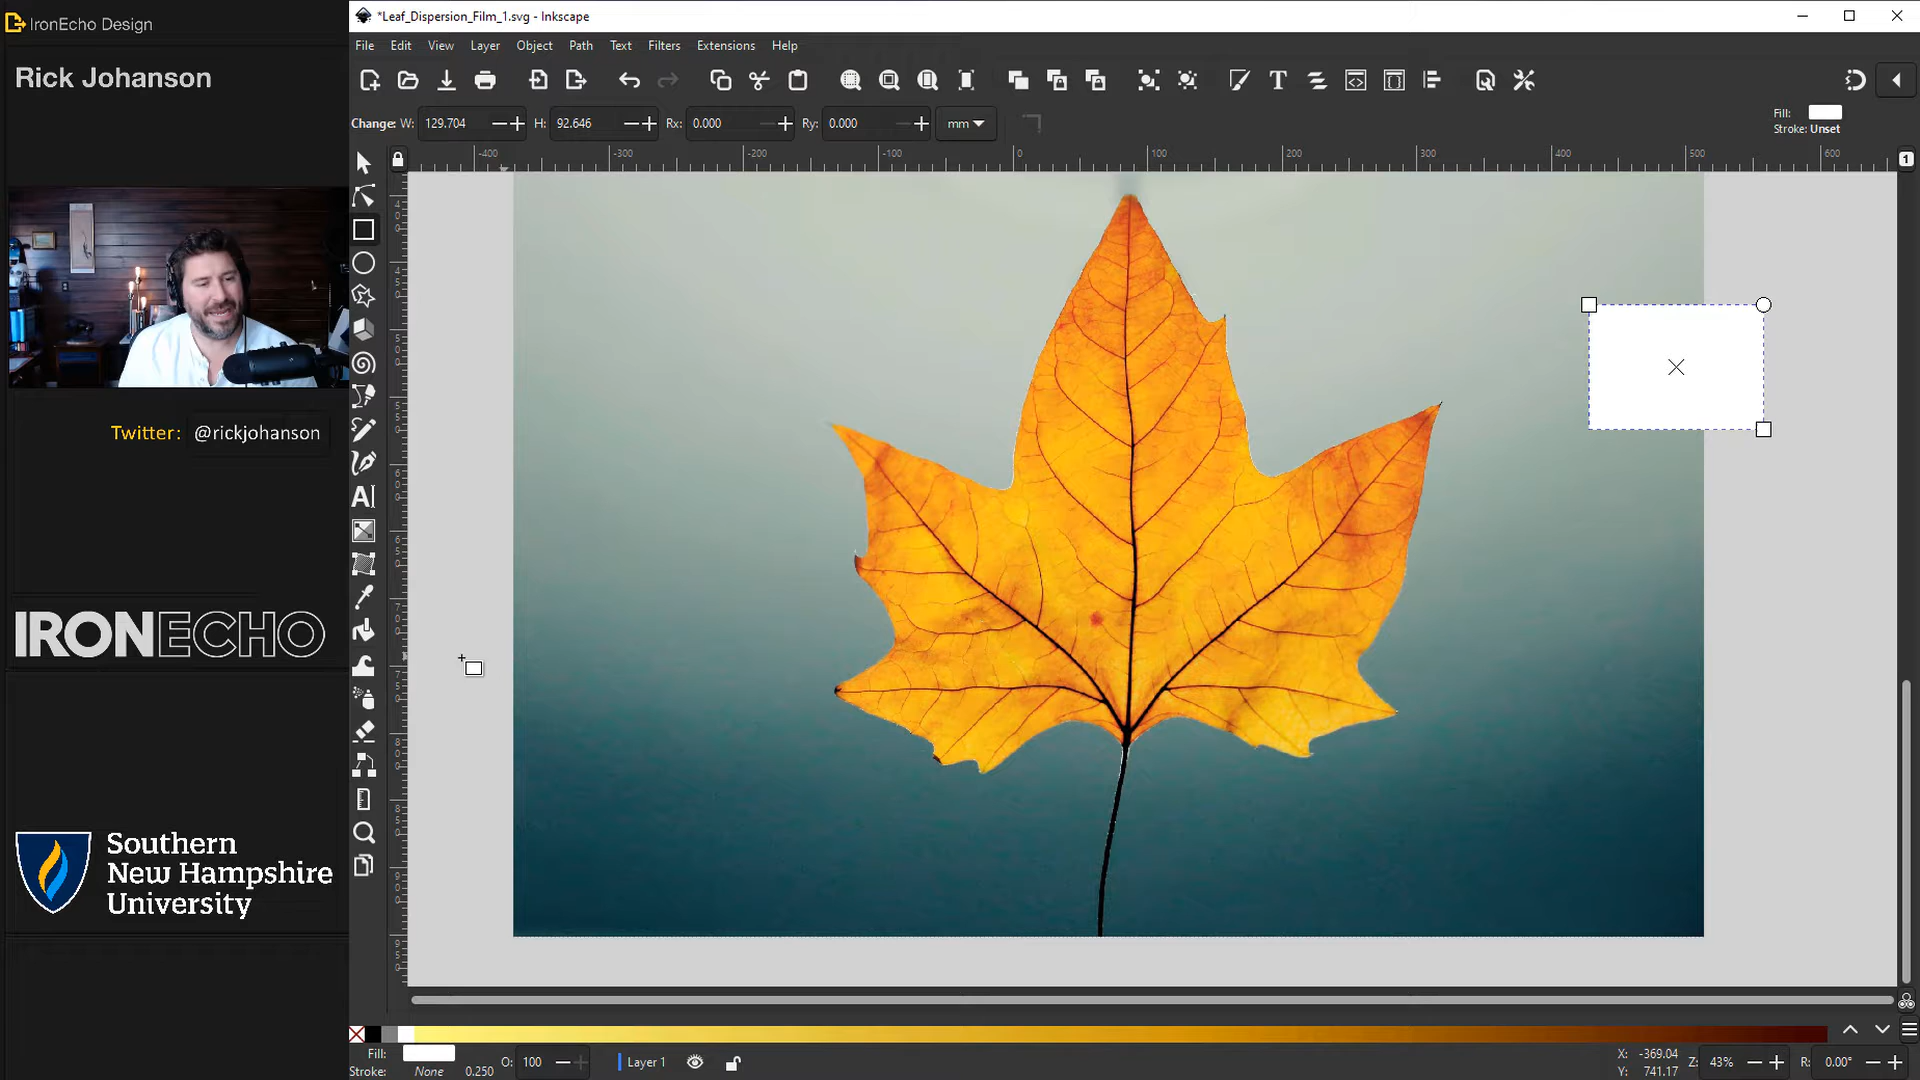 IronEcho Design
Rick Johanson
Twitter: @rickjohanson
IRONECHO
Southern
New Hampshire
University
*Leaf_Dispersion_Film_1.svg - Inkscape
File Edit View Layer Object Path Text Filters Extensions Help
Change: W: 129.704 H: 92.646 Rx: 0.000 Ry: 0.000 mm
Fill:
Stroke: Unset
-400 -300 -200 -100 0 100 200 300 400 500 600
1
Fill:
Stroke: None 0.250 O: 100 Layer 1
X: -369.04
Y: 741.17
Z: 43% R: 0.00°